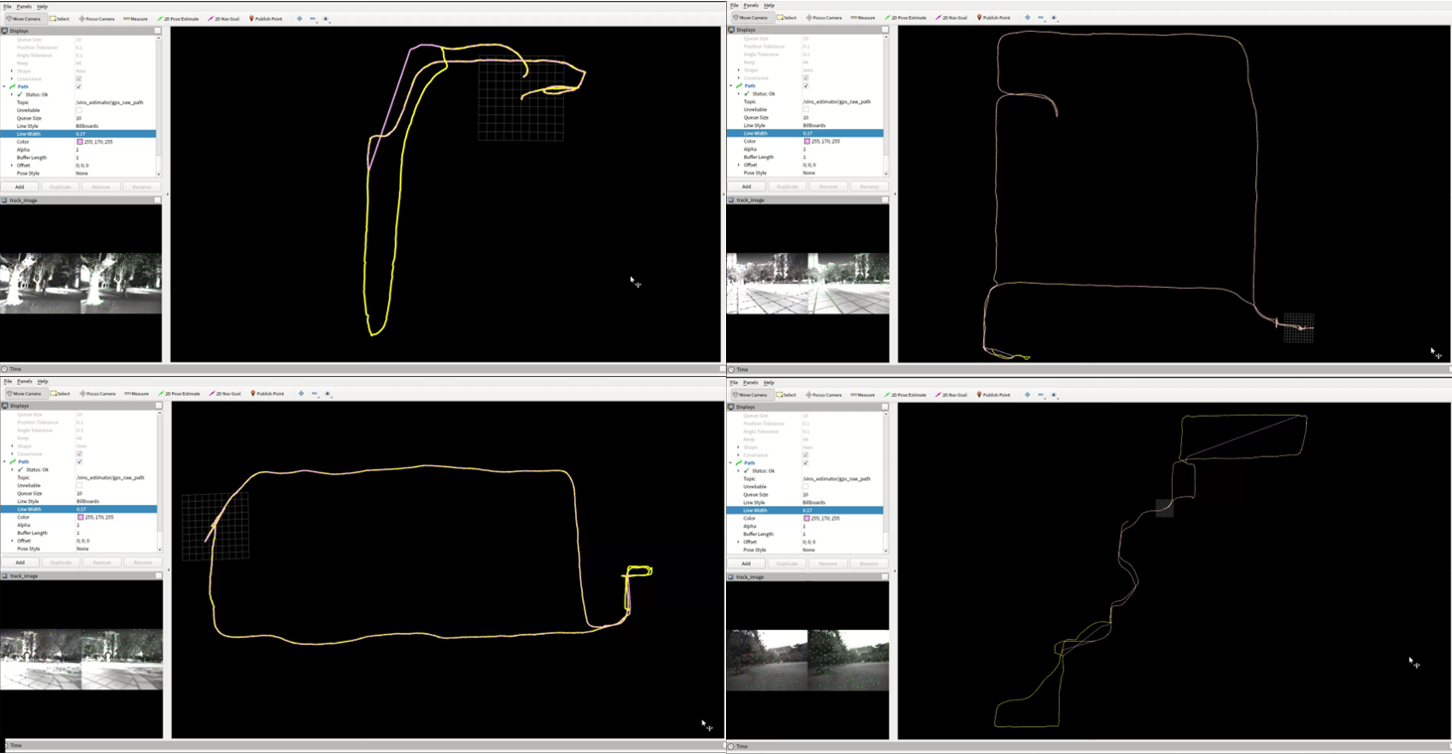 File Panels Help
Move Camera Select Focus Camera Measure 2D Pose Estimate 2D Nav Goal Publish Point
Displays
Queue Size 10
Position Tolerance 0.1
Angle Tolerance 0.1
Keep
Shape Axes
Covariance
Path
Status: Ok
Topic /vins_estimator/gps_raw_path
Unreliable
Queue Size 10
Line Style Billboards
Line Width 0.17
Color 255; 170; 255
Alpha 1
Buffer Length 1
Offset 0; 0; 0
Pose Style None
Add Duplicate Remove Rename
track_image
Time
File Panels Help
Move Camera Select Focus Camera Measure 2D Pose Estimate 2D Nav Goal Publish Point
Displays
Queue Size 10
Position Tolerance 0.1
Angle Tolerance 0.1
Keep
Shape Axes
Covariance
Path
Status: Ok
Topic /vins_estimator/gps_raw_path
Unreliable
Queue Size 10
Line Style Billboards
Line Width 0.17
Color 255; 170; 255
Alpha 1
Buffer Length 1
Offset 0; 0; 0
Pose Style None
Add Duplicate Remove Rename
track_image
Time
File Panels Help
Move Camera Select Focus Camera Measure 2D Pose Estimate 2D Nav Goal Publish Point
Displays
Queue Size 10
Position Tolerance 0.1
Angle Tolerance 0.1
Keep
Shape Axes
Covariance
Path
Status: Ok
Topic /vins_estimator/gps_raw_path
Unreliable
Queue Size 10
Line Style Billboards
Line Width 0.17
Color 255; 170; 255
Alpha 1
Buffer Length 1
Offset 0; 0; 0
Pose Style None
Add Duplicate Remove Rename
track_image
Time
File Panels Help
Move Camera Select Focus Camera Measure 2D Pose Estimate 2D Nav Goal Publish Point
Displays
Queue Size 10
Position Tolerance 0.1
Angle Tolerance 0.1
Keep
Shape Axes
Covariance
Path
Status: Ok
Topic /vins_estimator/gps_raw_path
Unreliable
Queue Size 10
Line Style Billboards
Line Width 0.17
Color 255; 170; 255
Alpha 1
Buffer Length 1
Offset 0; 0; 0
Pose Style None
Add Duplicate Remove Rename
track_image
Time